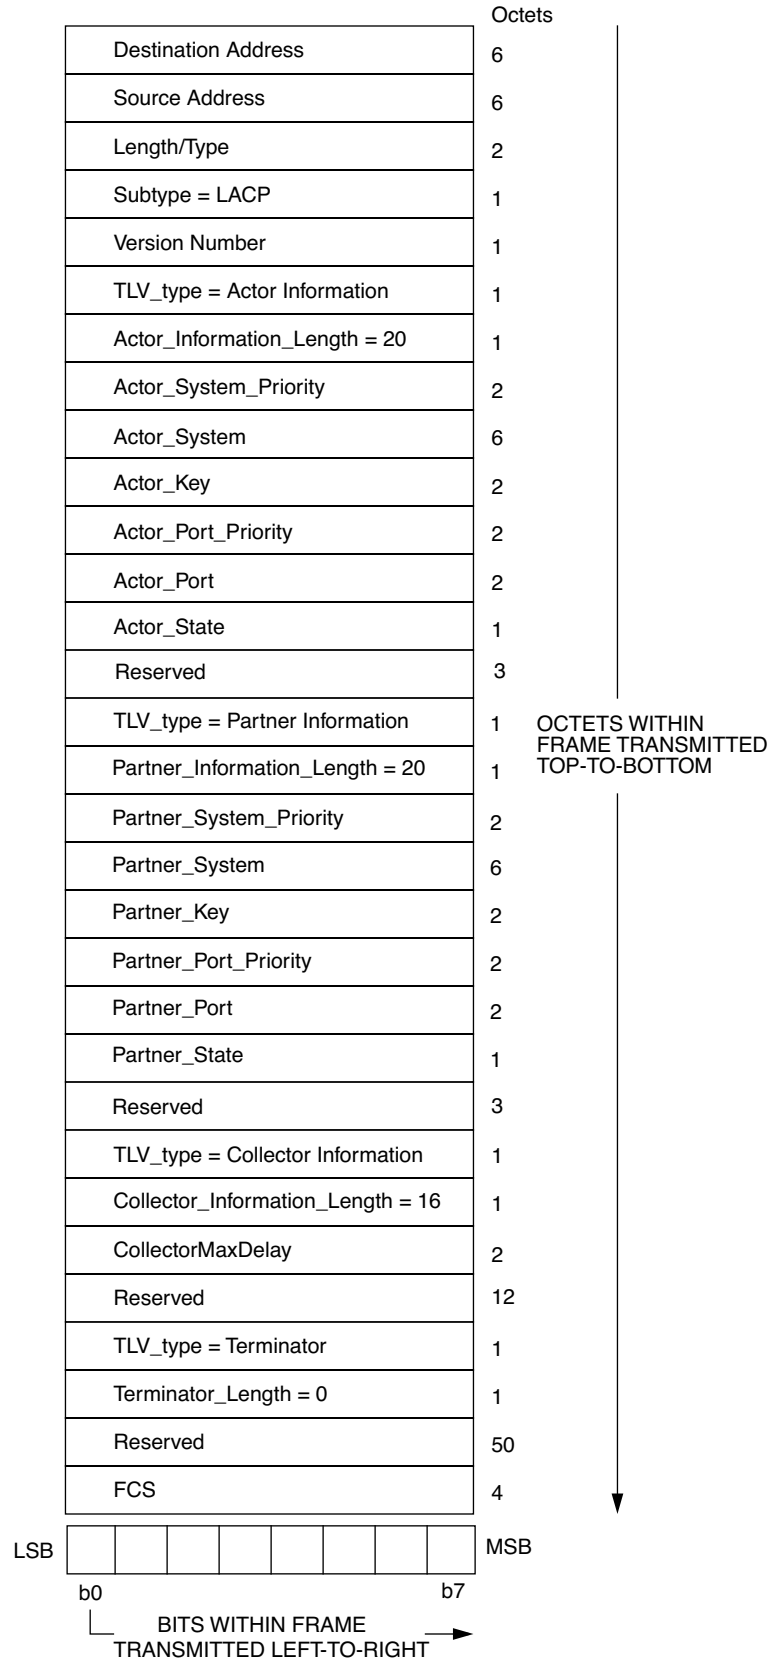 Octets
Destination Address 6
Source Address 6
Length/Type 2
Subtype = LACP 1
Version Number 1
TLV_type = Actor Information 1
Actor_Information_Length = 20 1
Actor_System_Priority 2
Actor_System 6
Actor_Key 2
Actor_Port_Priority 2
Actor_Port 2
Actor_State 1
Reserved 3
TLV_type = Partner Information 1
Partner_Information_Length = 20 1
Partner_System_Priority 2
Partner_System 6
Partner_Key 2
Partner_Port_Priority 2
Partner_Port 2
Partner_State 1
Reserved 3
TLV_type = Collector Information 1
Collector_Information_Length = 16 1
CollectorMaxDelay 2
Reserved 12
TLV_type = Terminator 1
Terminator_Length = 0 1
Reserved 50
FCS 4
OCTETS WITHIN
FRAME TRANSMITTED
TOP-TO-BOTTOM
LSB MSB
b0 b7
BITS WITHIN FRAME
TRANSMITTED LEFT-TO-RIGHT